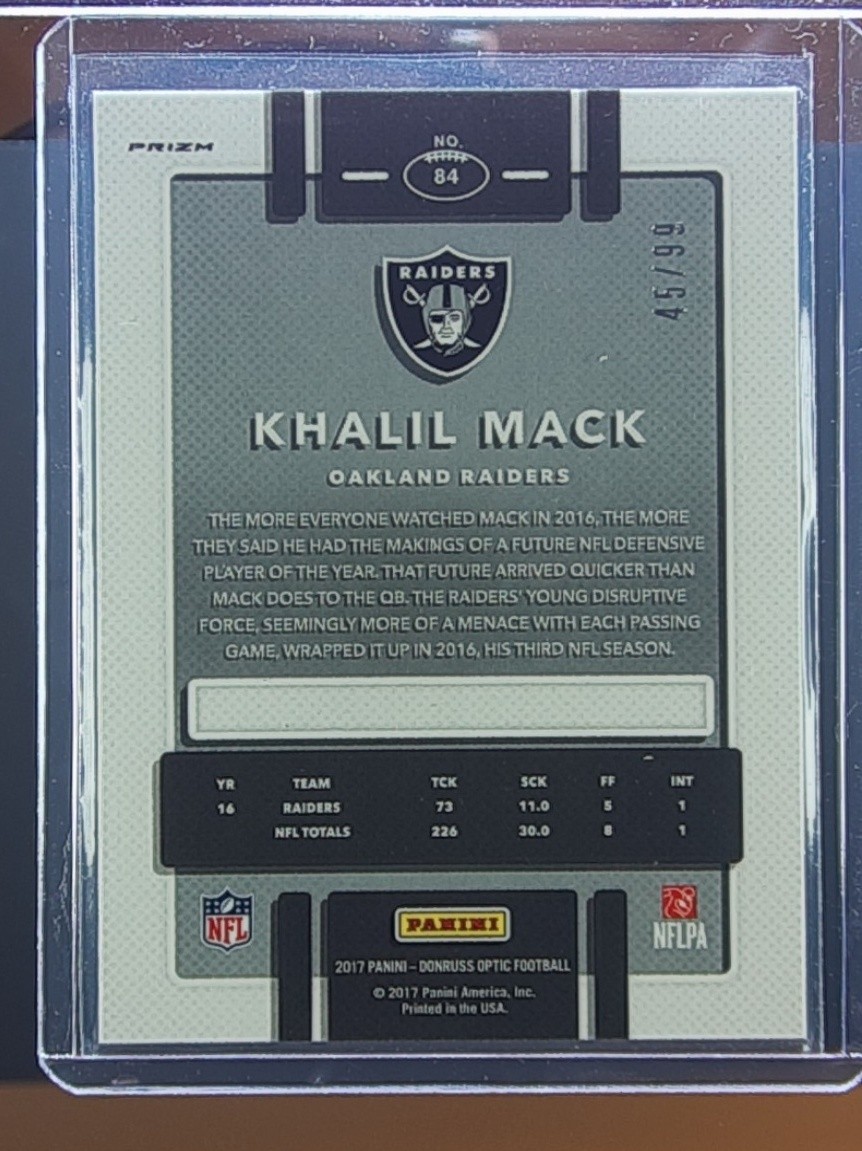 PRIZM
NO.
84
45/99
RAIDERS
KHALIL MACK
OAKLAND RAIDERS
THE MORE EVERYONE WATCHED MACK IN 2016, THE MORE
THEY SAID HE HAD THE MAKINGS OF A FUTURE NFL DEFENSIVE
PLAYER OF THE YEAR. THAT FUTURE ARRIVED QUICKER THAN
MACK DOES TO THE QB. THE RAIDERS' YOUNG DISRUPTIVE
FORCE, SEEMINGLY MORE OF A MENACE WITH EACH PASSING
GAME, WRAPPED IT UP IN 2016, HIS THIRD NFL SEASON.
YR TEAM TCK SCK FF INT
16 RAIDERS 73 11.0 5 1
NFL TOTALS 226 30.0 8 1
NFL
PANINI
NFLPA
2017 PANINI – DONRUSS OPTIC FOOTBALL
© 2017 Panini America, Inc.
Printed in the USA.